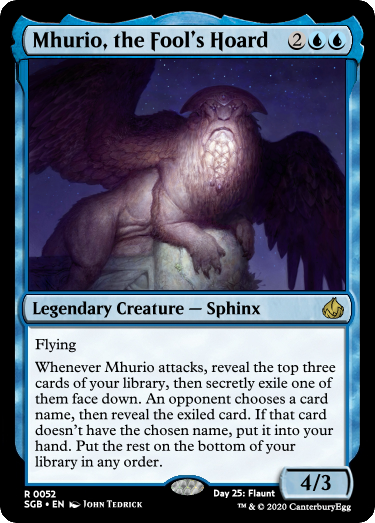 Mhurio, the Fool's Hoard 2
Legendary Creature — Sphinx
Flying
Whenever Mhurio attacks, reveal the top three
cards of your library, then secretly exile one of
them face down. An opponent chooses a card
name, then reveal the exiled card. If that card
doesn't have the chosen name, put it into your
hand. Put the rest on the bottom of your
library in any order.
4/3
R 0052
Day 25: Flaunt
SGB • EN John Tedrick
™ & © 2020 CanterburyEgg